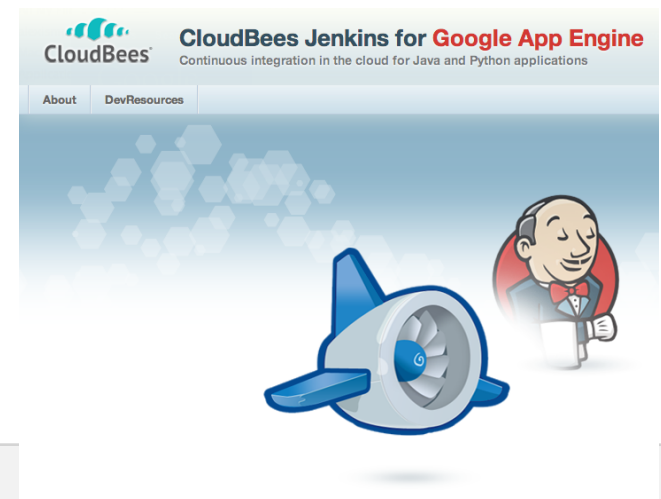 CloudBees
CloudBees Jenkins for Google App Engine
Continuous integration in the cloud for Java and Python applications
About DevResources